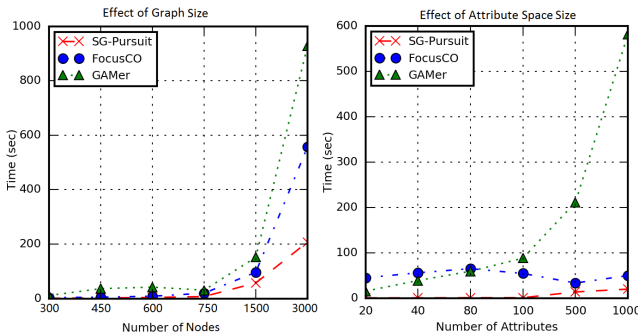 Effect of Graph Size
1000
800
600
400
200
0
Time (sec)
SG-Pursuit
FocusCO
GAMer
300 450 600 750 1500 3000
Number of Nodes
Effect of Attribute Space Size
600
500
400
300
200
100
0
Time (sec)
SG-Pursuit
FocusCO
GAMer
20 40 80 100 500 1000
Number of Attributes